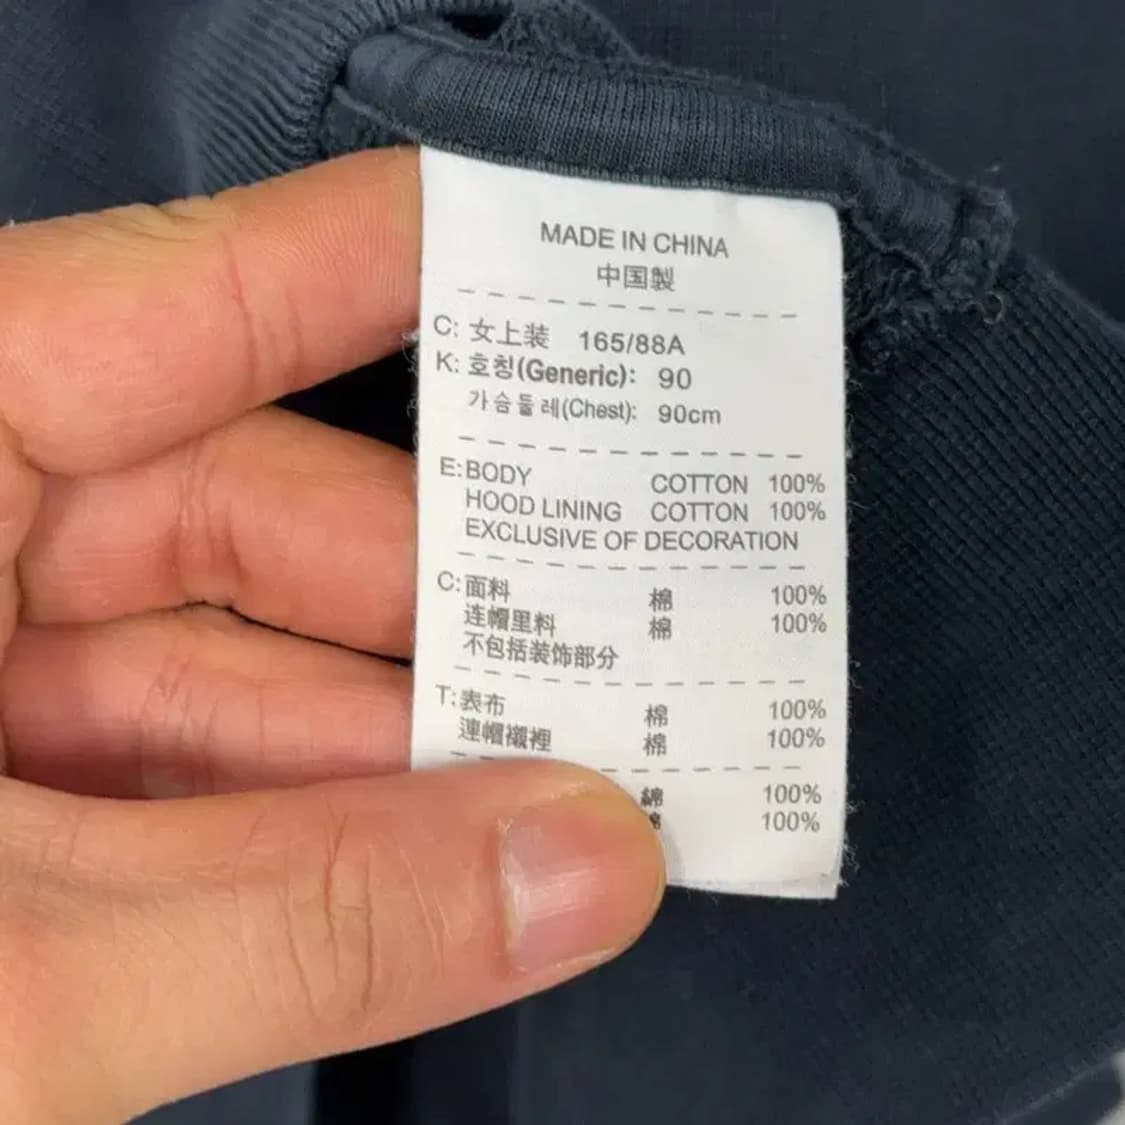 MADE IN CHINA
中国製
C: 女上装 165/88A
K: 호칭(Generic): 90
가슴둘레(Chest): 90cm
E: BODY COTTON 100%
HOOD LINING COTTON 100%
EXCLUSIVE OF DECORATION
C: 面料 棉 100%
连帽里料 棉 100%
不包括装饰部分
T: 表布 棉 100%
連帽襯裡 棉 100%
綿 100%
100%